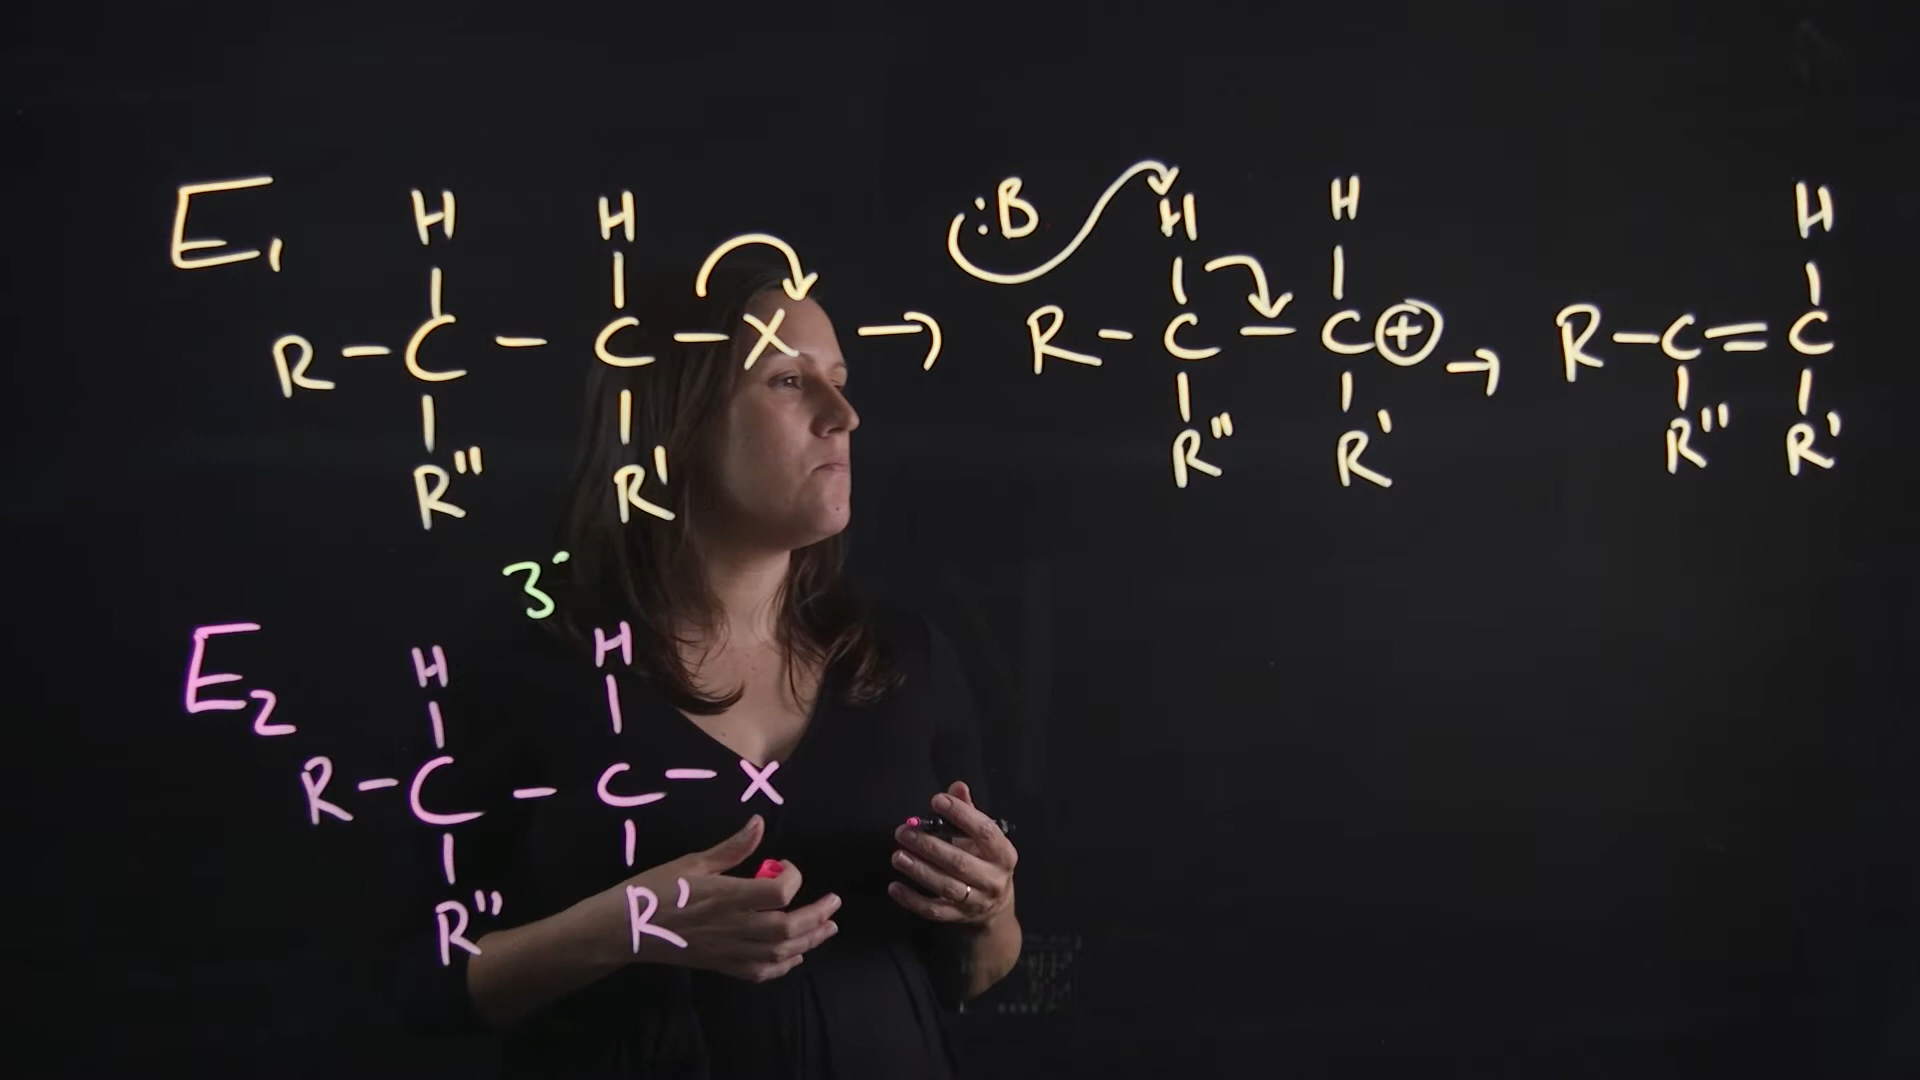 E1
H H :B H H H
R-C-C-X → R-C-C⊕ → R-C=C
R'' R' R'' R' R'' R'
3°
E2
H H
R-C-C-X
R'' R'